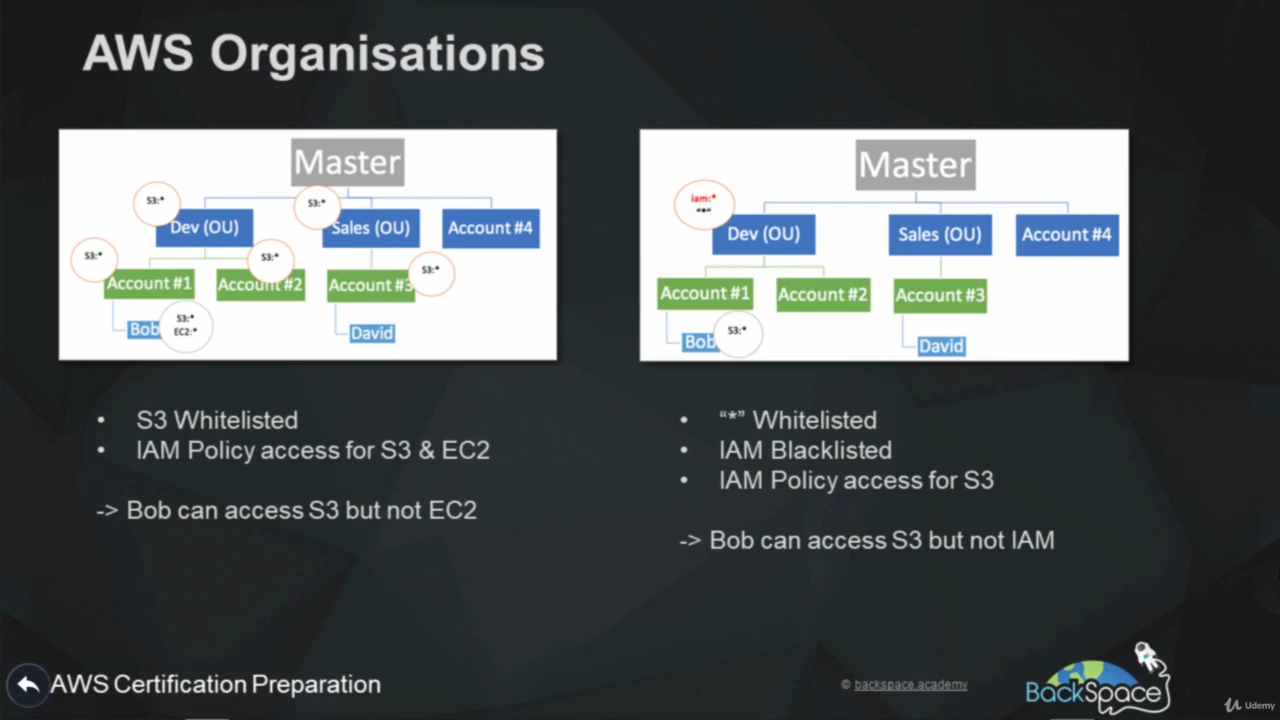 AWS Organisations
Master
S3:*
S3:*
Dev (OU)
Sales (OU)
Account #4
S3:*
S3:*
S3:*
Account #1
Account #2
Account #3
S3:*
EC2:*
Bob
David
Master
Iam:*
"*"
Dev (OU)
Sales (OU)
Account #4
Account #1
Account #2
Account #3
S3:*
Bob
David
• S3 Whitelisted
• IAM Policy access for S3 & EC2
-> Bob can access S3 but not EC2
• “*” Whitelisted
• IAM Blacklisted
• IAM Policy access for S3
-> Bob can access S3 but not IAM
AWS Certification Preparation
© backspace.academy
BackSpace
Udemy